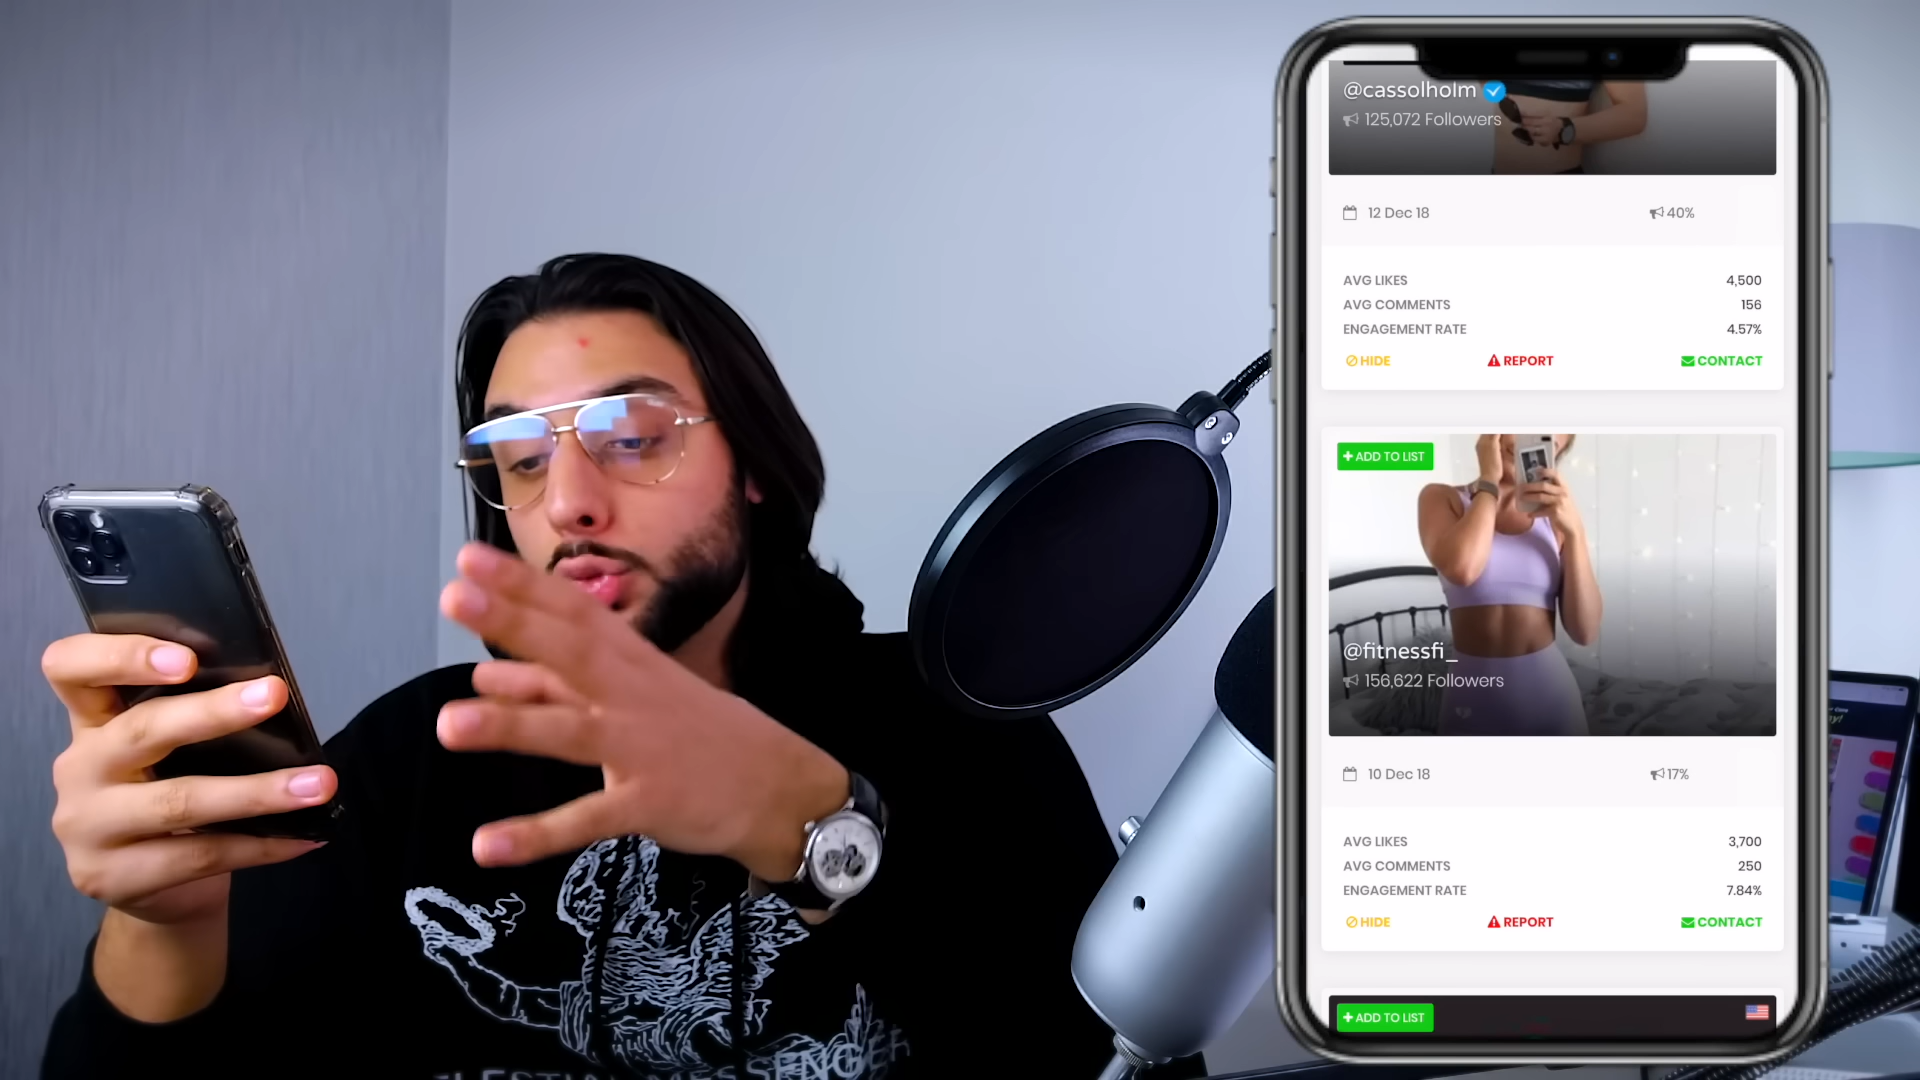 @cassolholm
125,072 Followers
12 Dec 18
40%
AVG LIKES 4,500
AVG COMMENTS 156
ENGAGEMENT RATE 4.57%
HIDE REPORT CONTACT
+ ADD TO LIST
@fitnessfi_
156,622 Followers
10 Dec 18
17%
AVG LIKES 3,700
AVG COMMENTS 250
ENGAGEMENT RATE 7.84%
HIDE REPORT CONTACT
+ ADD TO LIST
MESSENGER